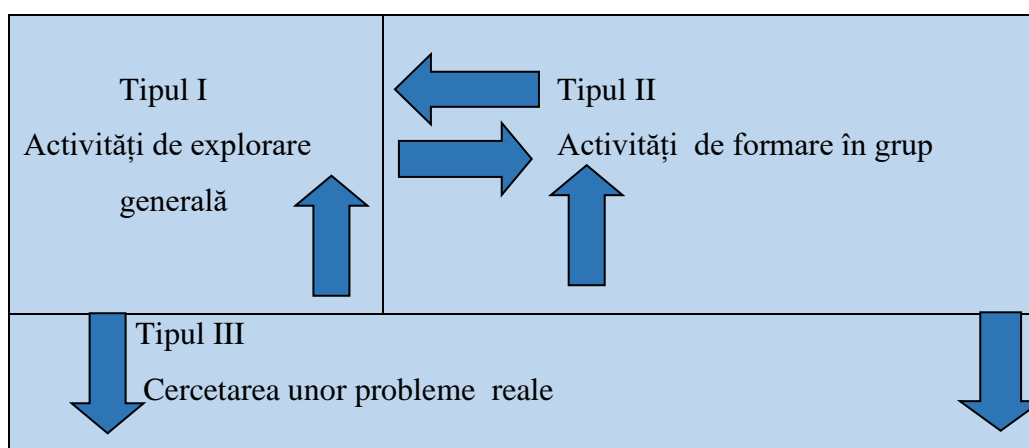 Tipul I
Activități de explorare
generală
Tipul II
Activități de formare în grup
Tipul III
Cercetarea unor probleme reale